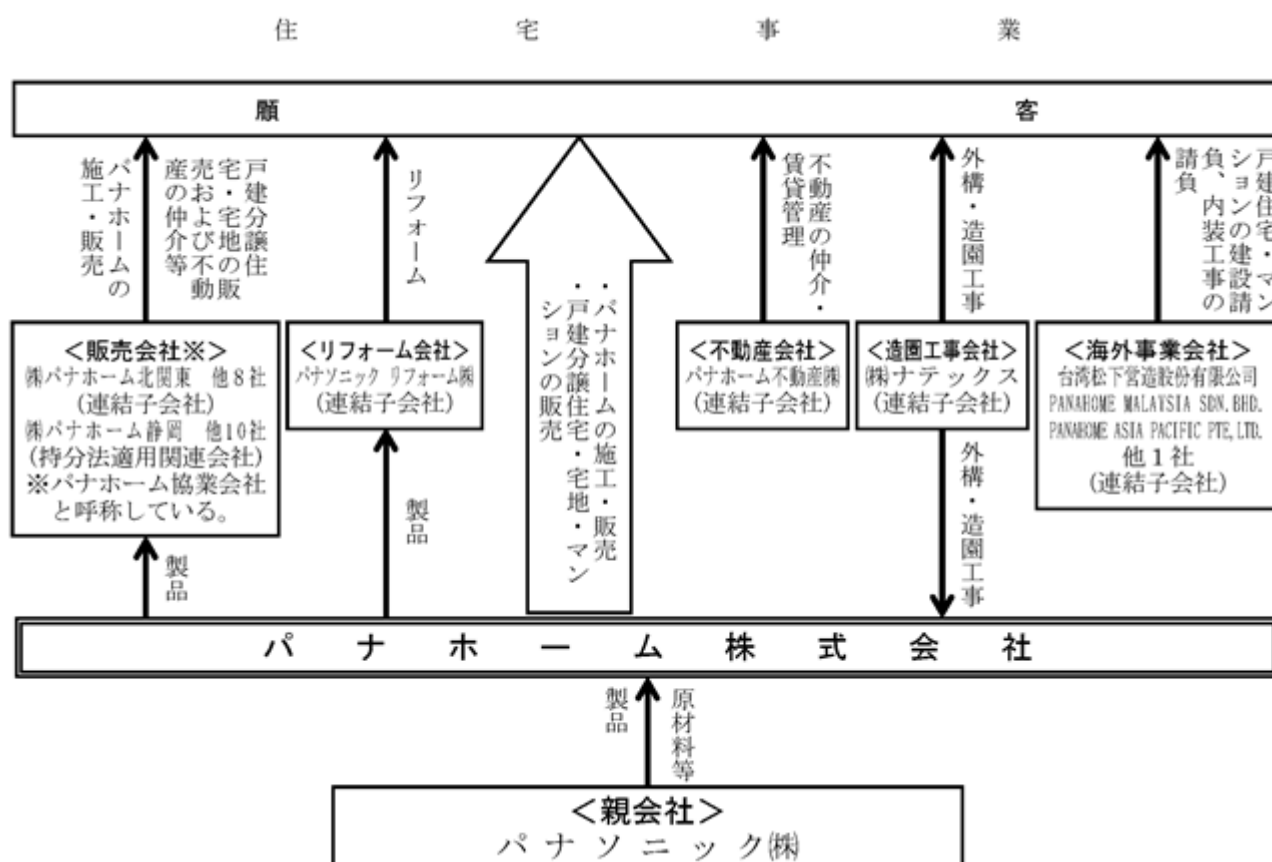 住宅事業
顧客
パナホームの
施工・販売
戸建分譲住
宅・宅地の販
売および不動
産の仲介等
リフォーム
・パナホームの施工・販売
・戸建分譲住宅・宅地・マン
ションの販売
不動産の仲介・
賃貸管理
外構・造園工事
戸建住宅・マン
ションの建設請
負、内装工事の
請負
＜販売会社※＞
㈱パナホーム北関東 他８社
(連結子会社)
㈱パナホーム静岡 他10社
(持分法適用関連会社)
※パナホーム協業会社
と呼称している。
＜リフォーム会社＞
パナソニック リフォーム㈱
(連結子会社)
＜不動産会社＞
パナホーム不動産㈱
(連結子会社)
＜造園工事会社＞
㈱ナテックス
(連結子会社)
＜海外事業会社＞
台湾松下営造股份有限公司
PANAHOME MALAYSIA SDN.BHD.
PANAHOME ASIA PACIFIC PTE,LTD.
他１社
(連結子会社)
製品
製品
外構・造園工事
パナホーム株式会社
製品
原材料等
＜親会社＞
パナソニック㈱